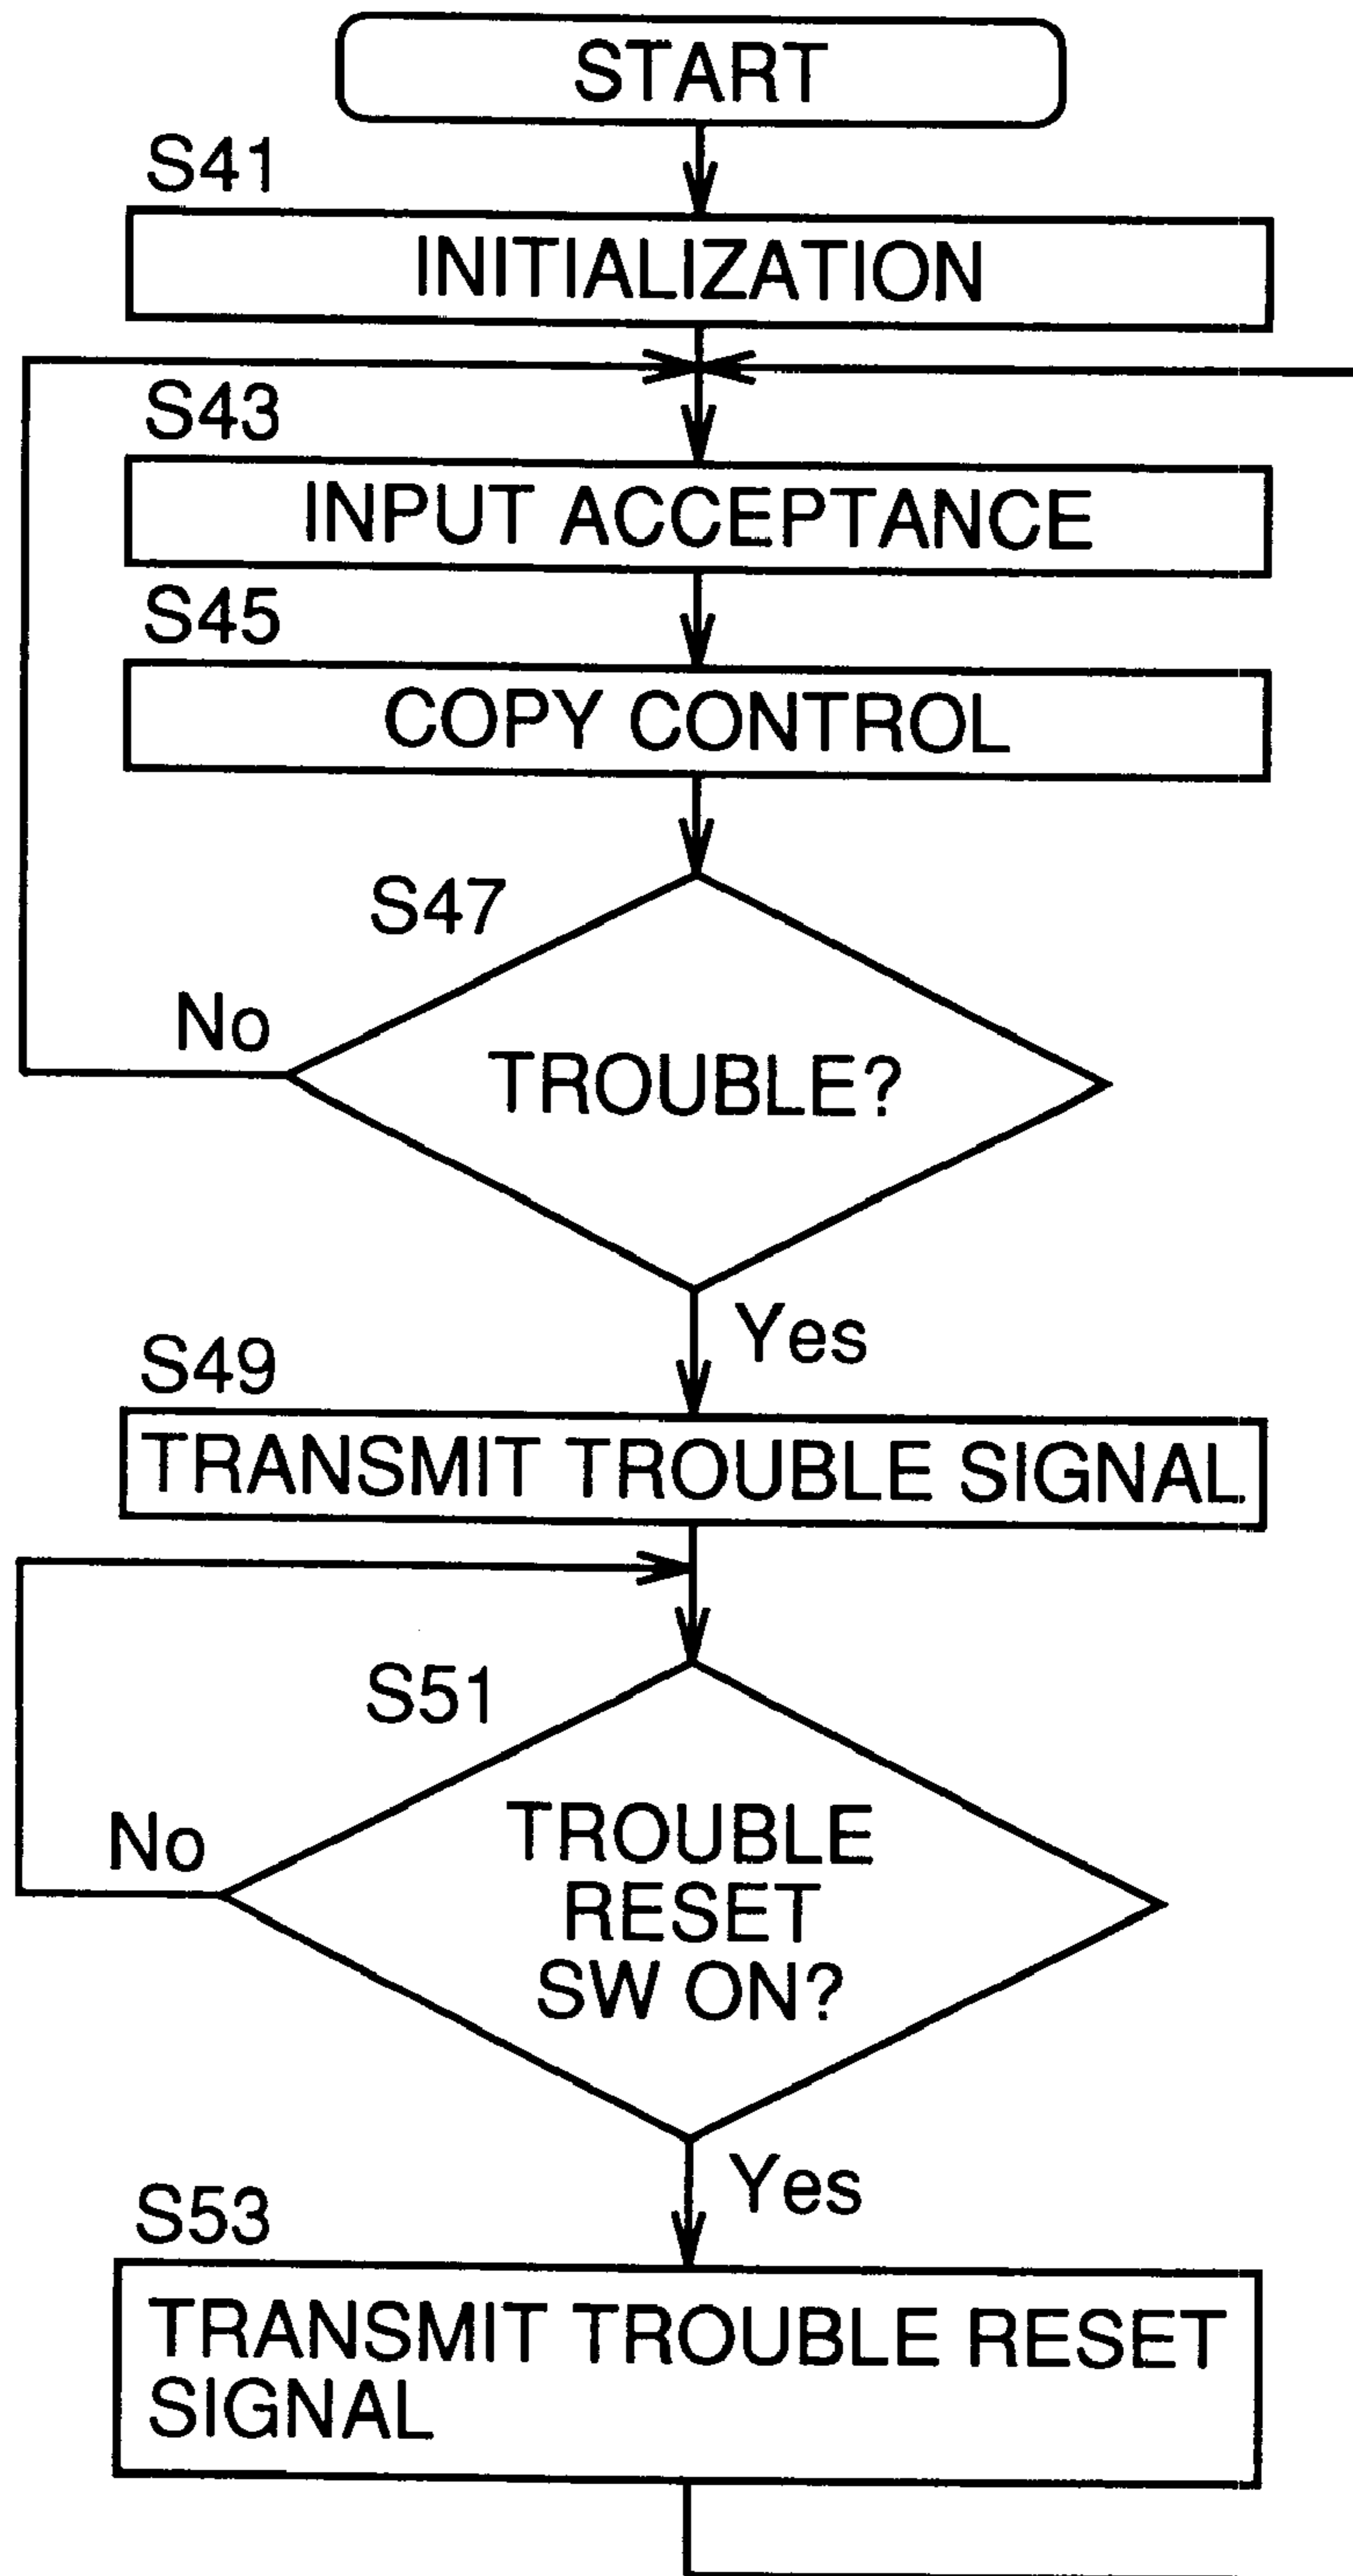 START
S41
INITIALIZATION
S43
INPUT ACCEPTANCE
S45
COPY CONTROL
S47
No
TROUBLE?
Yes
S49
TRANSMIT TROUBLE SIGNAL
S51
No
TROUBLE
RESET
SW ON?
Yes
S53
TRANSMIT TROUBLE RESET
SIGNAL